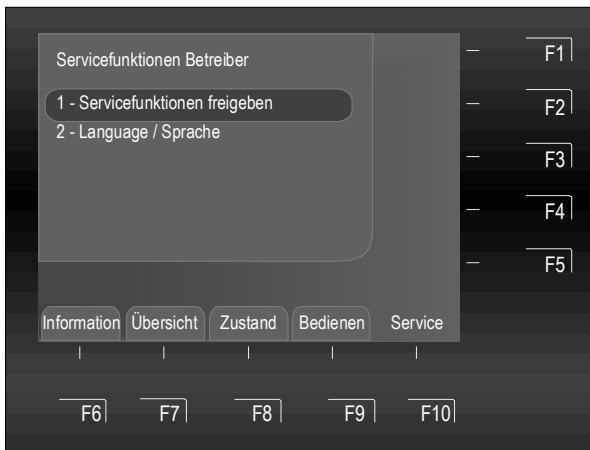 Servicefunktionen Betreiber
1 - Servicefunktionen freigeben
2 - Language / Sprache
F1
F2
F3
F4
F5
Information Übersicht Zustand Bedienen Service
F6 F7 F8 F9 F10